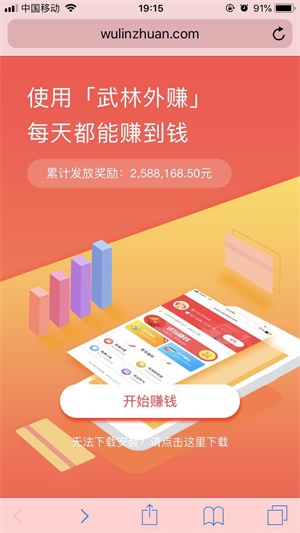 中国移动
19:15
91%
wulinzhuan.com
使用「武林外赚」
每天都能赚到钱
累计发放奖励：2,588,168.50元
开始赚钱
无法下载安装？请点击这里下载